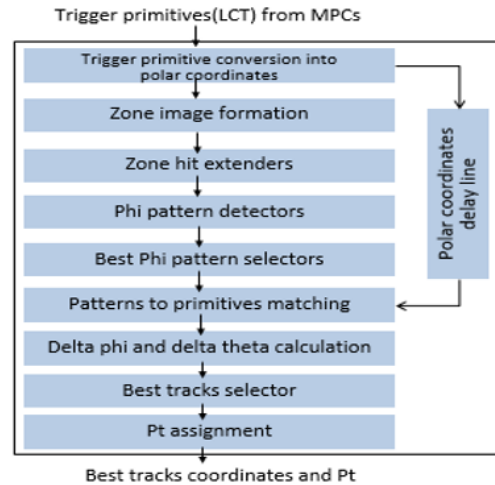 Trigger primitives(LCT) from MPCs
Trigger primitive conversion into
polar coordinates
Zone image formation
Zone hit extenders
Phi pattern detectors
Best Phi pattern selectors
Patterns to primitives matching
Delta phi and delta theta calculation
Best tracks selector
Pt assignment
Polar coordinates
delay line
Best tracks coordinates and Pt